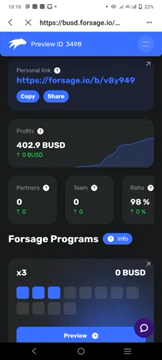 10:10
22%
https://busd.forsage.io/...
Preview ID 3498
Personal link ?
https://forsage.io/b/v8y949
Copy Share
Profits ?
402.9 BUSD
↑ 0 BUSD
Partners ? Team ? Ratio
0 0 98 %
↑ 0 ↑ 0 ↑ 0 %
Forsage Programs ? Info
x3 0 BUSD
Preview